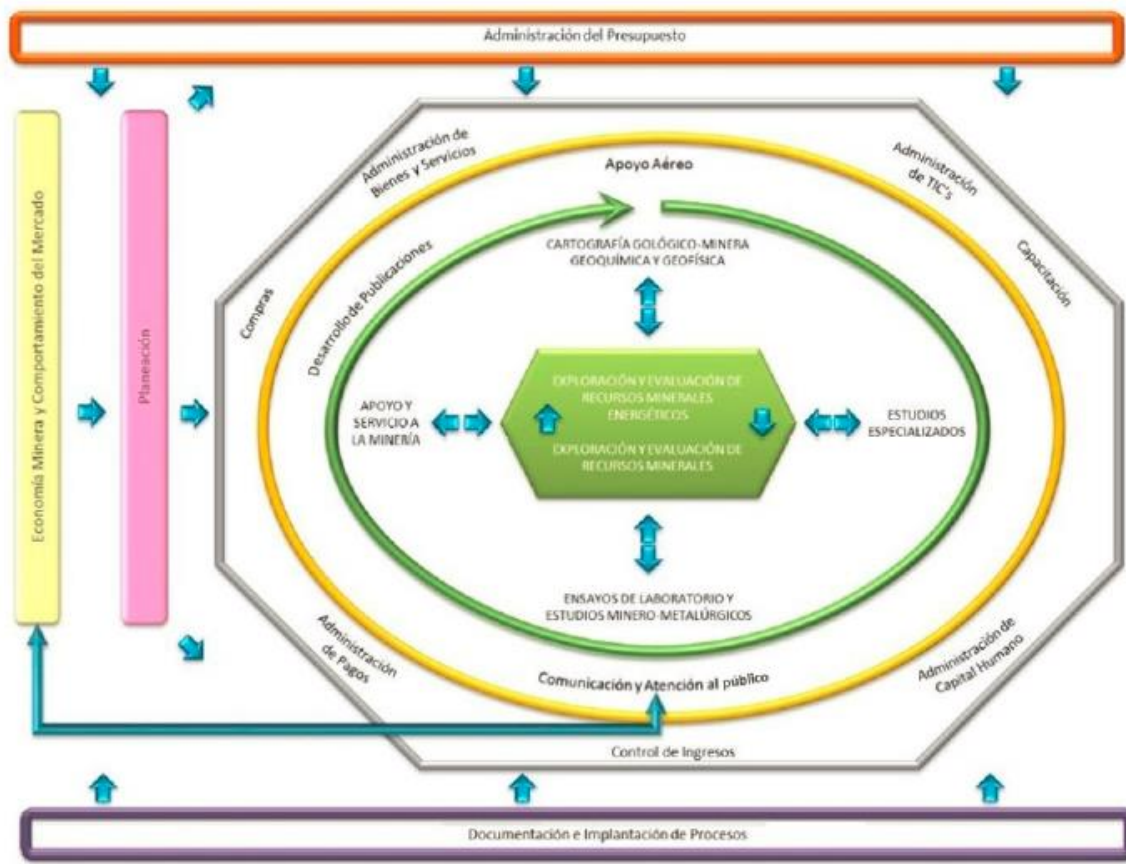 Administración del Presupuesto
Economía Minera y Comportamiento del Mercado
Planeación
Administración de
Bienes y Servicios
Apoyo Aéreo
Administración
de TIC's
Capacitación
Compras
Desarrollo de Publicaciones
CARTOGRAFÍA GOLÓGICO-MINERA
GEOQUÍMICA Y GEOFÍSICA
EXPLORACIÓN Y EVALUACIÓN DE
RECURSOS MINERALES
ENERGÉTICOS
EXPLORACIÓN Y EVALUACIÓN DE
RECURSOS MINERALES
APOYO Y
SERVICIO A
LA MINERÍA
ESTUDIOS
ESPECIALIZADOS
ENSAYOS DE LABORATORIO Y
ESTUDIOS MINERO-METALÚRGICOS
Administración
de Pagos
Comunicación y Atención al público
Administración de
Capital Humano
Control de Ingresos
Documentación e Implantación de Procesos